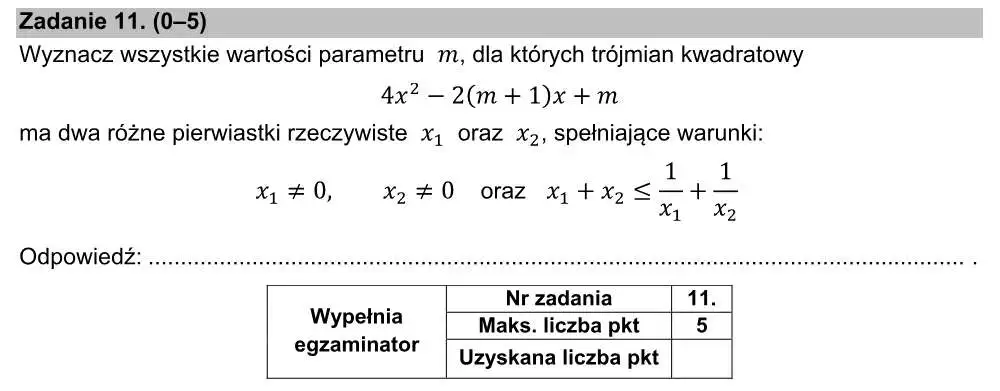 Zadanie 11. (0–5)
Wyznacz wszystkie wartości parametru m, dla których trójmian kwadratowy
4x² − 2(m + 1)x + m
ma dwa różne pierwiastki rzeczywiste x₁ oraz x₂, spełniające warunki:
x₁ ≠ 0, x₂ ≠ 0 oraz x₁ + x₂ ≤ 1/x₁ + 1/x₂
Odpowiedź: ................................................................................................................................ .
Wypełnia egzaminator
Nr zadania 11.
Maks. liczba pkt 5
Uzyskana liczba pkt